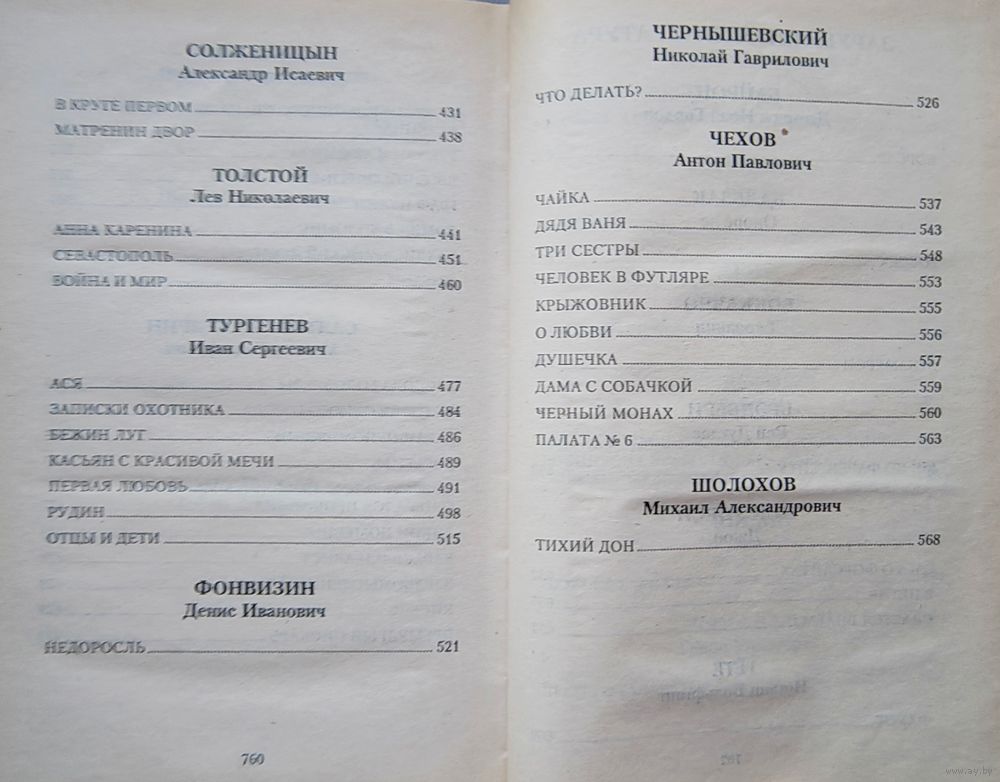 СОЛЖЕНИЦЫН
Александр Исаевич
В КРУГЕ ПЕРВОМ 431
МАТРЕНИН ДВОР 438
ТОЛСТОЙ
Лев Николаевич
АННА КАРЕНИНА 441
СЕВАСТОПОЛЬ 451
ВОЙНА И МИР 460
ТУРГЕНЕВ
Иван Сергеевич
АСЯ 477
ЗАПИСКИ ОХОТНИКА 484
БЕЖИН ЛУГ 486
КАСЬЯН С КРАСИВОЙ МЕЧИ 489
ПЕРВАЯ ЛЮБОВЬ 491
РУДИН 498
ОТЦЫ И ДЕТИ 515
ФОНВИЗИН
Денис Иванович
НЕДОРОСЛЬ 521
760
ЧЕРНЫШЕВСКИЙ
Николай Гаврилович
ЧТО ДЕЛАТЬ? 526
ЧЕХОВ
Антон Павлович
ЧАЙКА 537
ДЯДЯ ВАНЯ 543
ТРИ СЕСТРЫ 548
ЧЕЛОВЕК В ФУТЛЯРЕ 553
КРЫЖОВНИК 555
О ЛЮБВИ 556
ДУШЕЧКА 557
ДАМА С СОБАЧКОЙ 559
ЧЕРНЫЙ МОНАХ 560
ПАЛАТА № 6 563
ШОЛОХОВ
Михаил Александрович
ТИХИЙ ДОН 568
www.ay.by